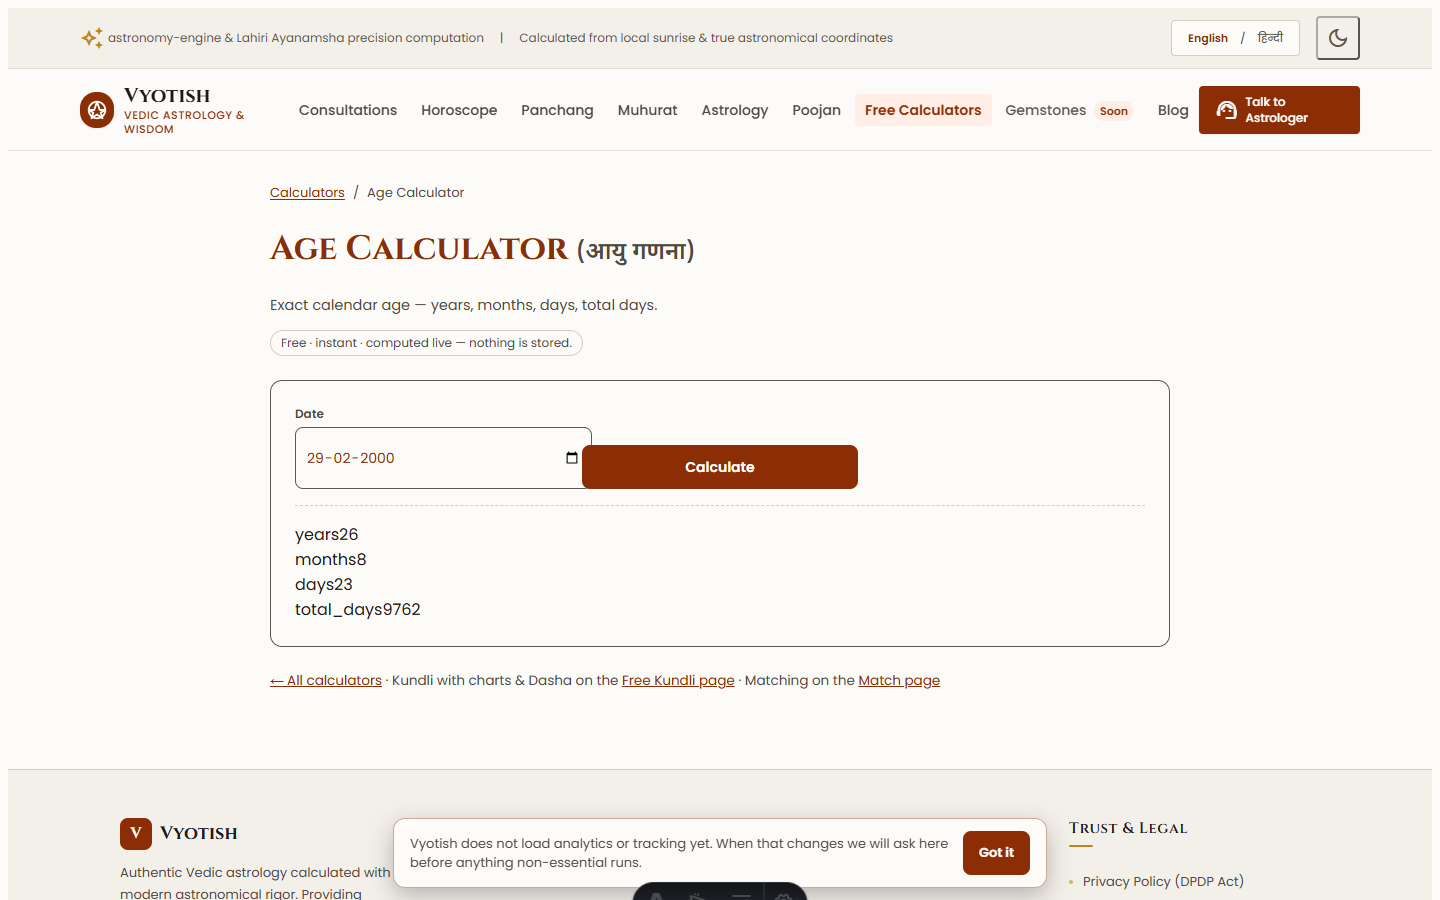 astronomy-engine & Lahiri Ayanamsha precision computation | Calculated from local sunrise & true astronomical coordinates
English / हिन्दी
Vyotish
VEDIC ASTROLOGY &
WISDOM
Consultations Horoscope Panchang Muhurat Astrology Poojan Free Calculators Gemstones Soon Blog
Talk to
Astrologer
Calculators / Age Calculator
Age Calculator (आयु गणना)
Exact calendar age — years, months, days, total days.
Free · instant · computed live — nothing is stored.
Date
29-02-2000
Calculate
years26
months8
days23
total_days9762
← All calculators · Kundli with charts & Dasha on the Free Kundli page · Matching on the Match page
V Vyotish
Authentic Vedic astrology calculated with
modern astronomical rigor. Providing
Vyotish does not load analytics or tracking yet. When that changes we will ask here
before anything non-essential runs.
Got it
Trust & Legal
Privacy Policy (DPDP Act)